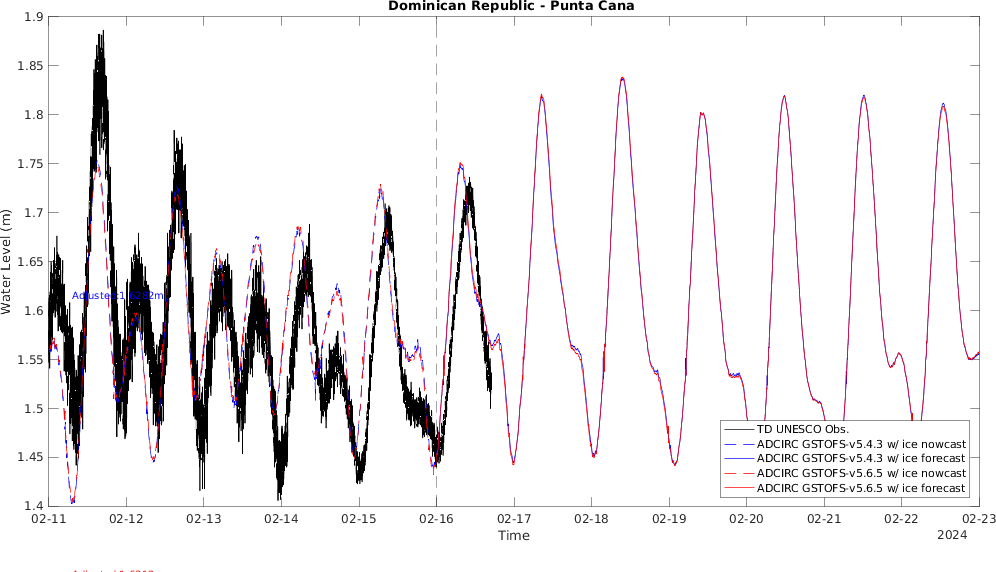 Dominican Republic - Punta Cana
1.9
1.85
1.8
1.75
1.7
1.65
1.6
1.55
1.5
1.45
1.4
Water Level (m)
TD UNESCO Obs.
ADCIRC GSTOFS-v5.4.3 w/ ice nowcast
ADCIRC GSTOFS-v5.4.3 w/ ice forecast
ADCIRC GSTOFS-v5.6.5 w/ ice nowcast
ADCIRC GSTOFS-v5.6.5 w/ ice forecast
02-11 02-12 02-13 02-14 02-15 02-16 02-17 02-18 02-19 02-20 02-21 02-22 02-23
Time
2024